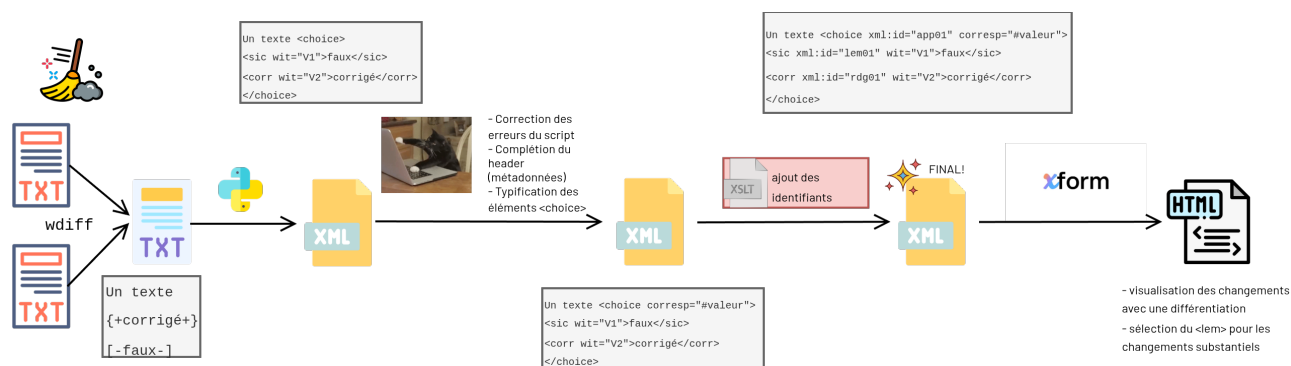 TXT
TXT
wdiff
TXT
Un texte
{+corrigé+}
[-faux-]
Un texte <choice>
<sic wit="V1">faux</sic>
<corr wit="V2">corrigé</corr>
</choice>
XML
- Correction des
erreurs du script
- Complétion du
header
(métadonnées)
- Typification des
éléments <choice>
XML
Un texte <choice corresp="#valeur">
<sic wit="V1">faux</sic>
<corr wit="V2">corrigé</corr>
</choice>
XSLT
ajout des
identifiants
Un texte <choice xml:id="app01" corresp="#valeur">
<sic xml:id="lem01" wit="V1">faux</sic>
<corr xml:id="rdg01" wit="V2">corrigé</corr>
</choice>
FINAL!
XML
xform
HTML
- visualisation des changements
avec une différentiation
- sélection du <lem> pour les
changements substantiels